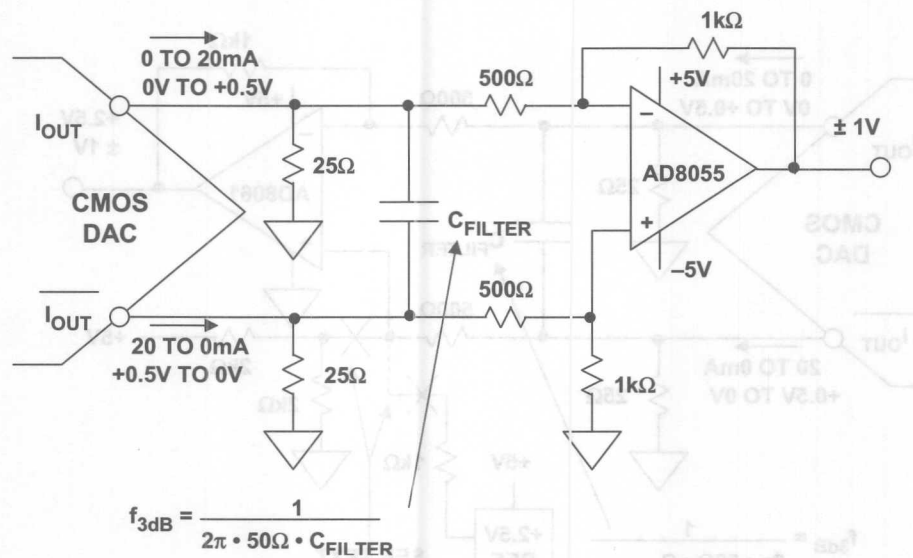 0 TO 20mA
0V TO +0.5V
I_OUT
25Ω
CMOS
DAC
C_FILTER
500Ω
1kΩ
+5V
−
AD8055
+
–5V
± 1V
I_OUT
20 TO 0mA
+0.5V TO 0V
25Ω
500Ω
1kΩ
f_3dB = 1 / 2π • 50Ω • C_FILTER